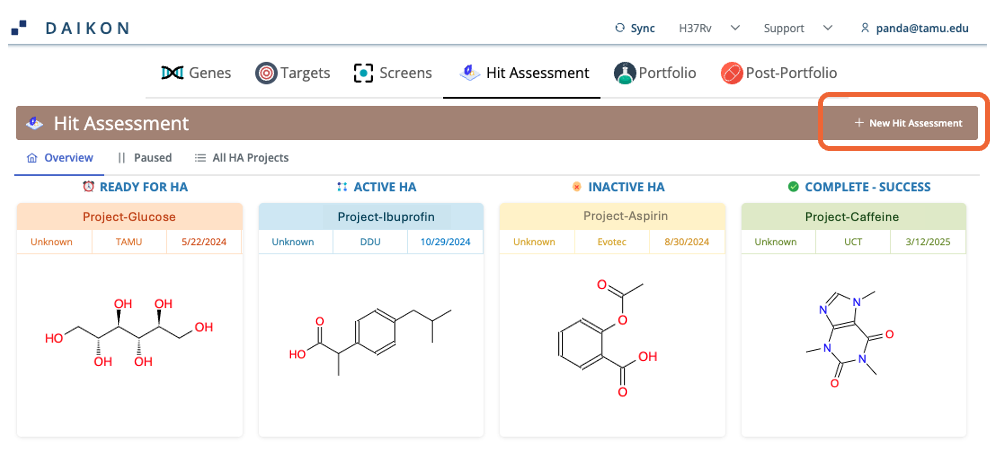 DAIKON Sync H37Rv Support panda@tamu.edu
Genes Targets Screens Hit Assessment Portfolio Post-Portfolio
Hit Assessment + New Hit Assessment
Overview Paused All HA Projects
READY FOR HA ACTIVE HA INACTIVE HA COMPLETE - SUCCESS
Project-Glucose Project-Ibuprofin Project-Aspirin Project-Caffeine
Unknown TAMU 5/22/2024 Unknown DDU 10/29/2024 Unknown Evotec 8/30/2024 Unknown UCT 3/12/2025
OH OH
HO OH
OH OH
O
HO
O
O
OH
O
N N
O
N N
O